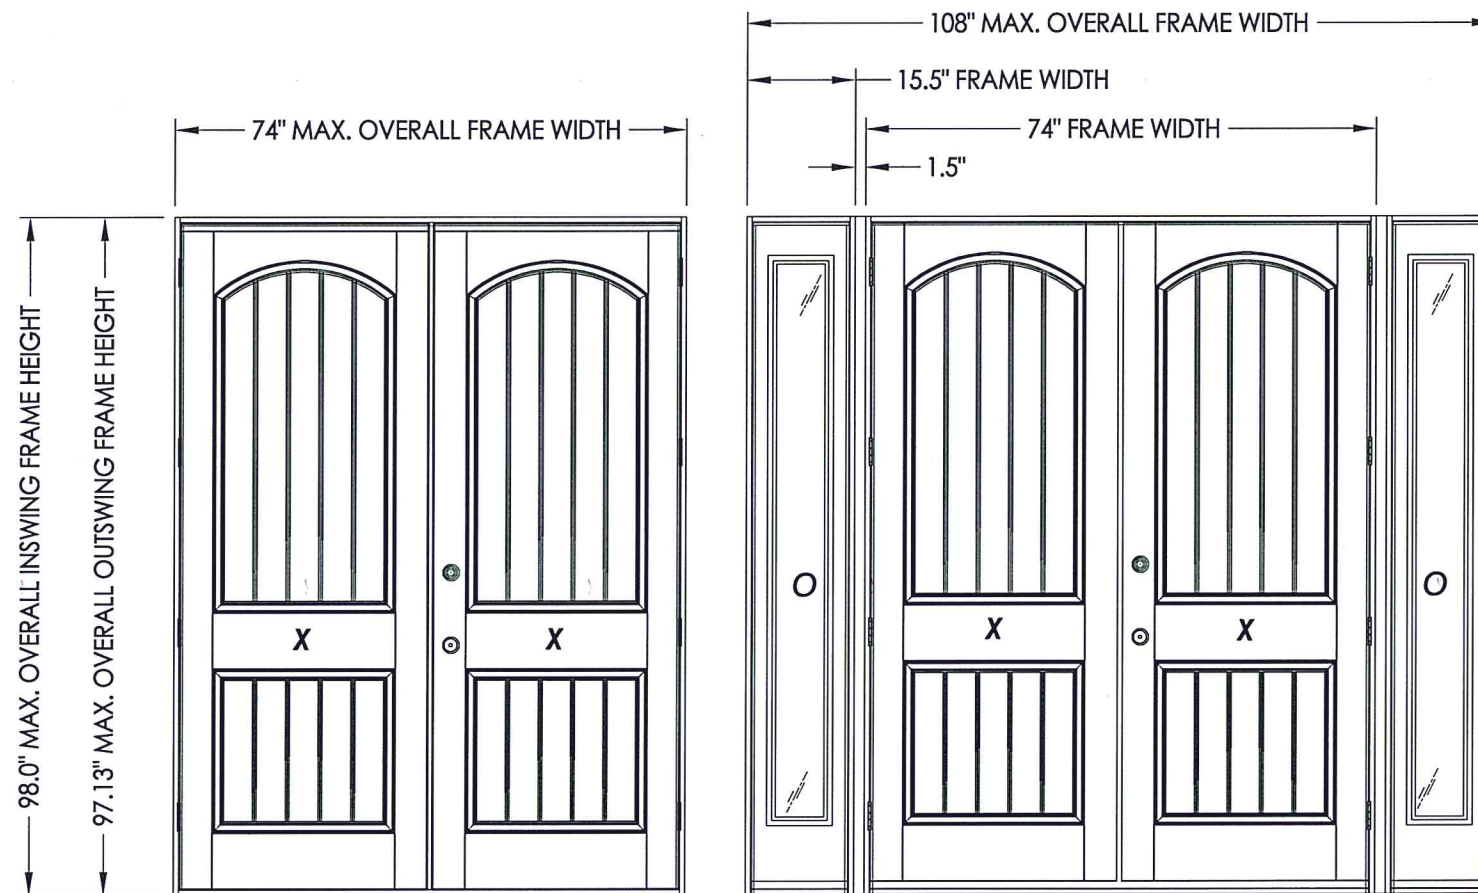 108" MAX. OVERALL FRAME WIDTH
15.5" FRAME WIDTH
74" MAX. OVERALL FRAME WIDTH
74" FRAME WIDTH
1.5"
98.0" MAX. OVERALL INSWING FRAME HEIGHT
97.13" MAX. OVERALL OUTSWING FRAME HEIGHT
X
X
O
X
X
O